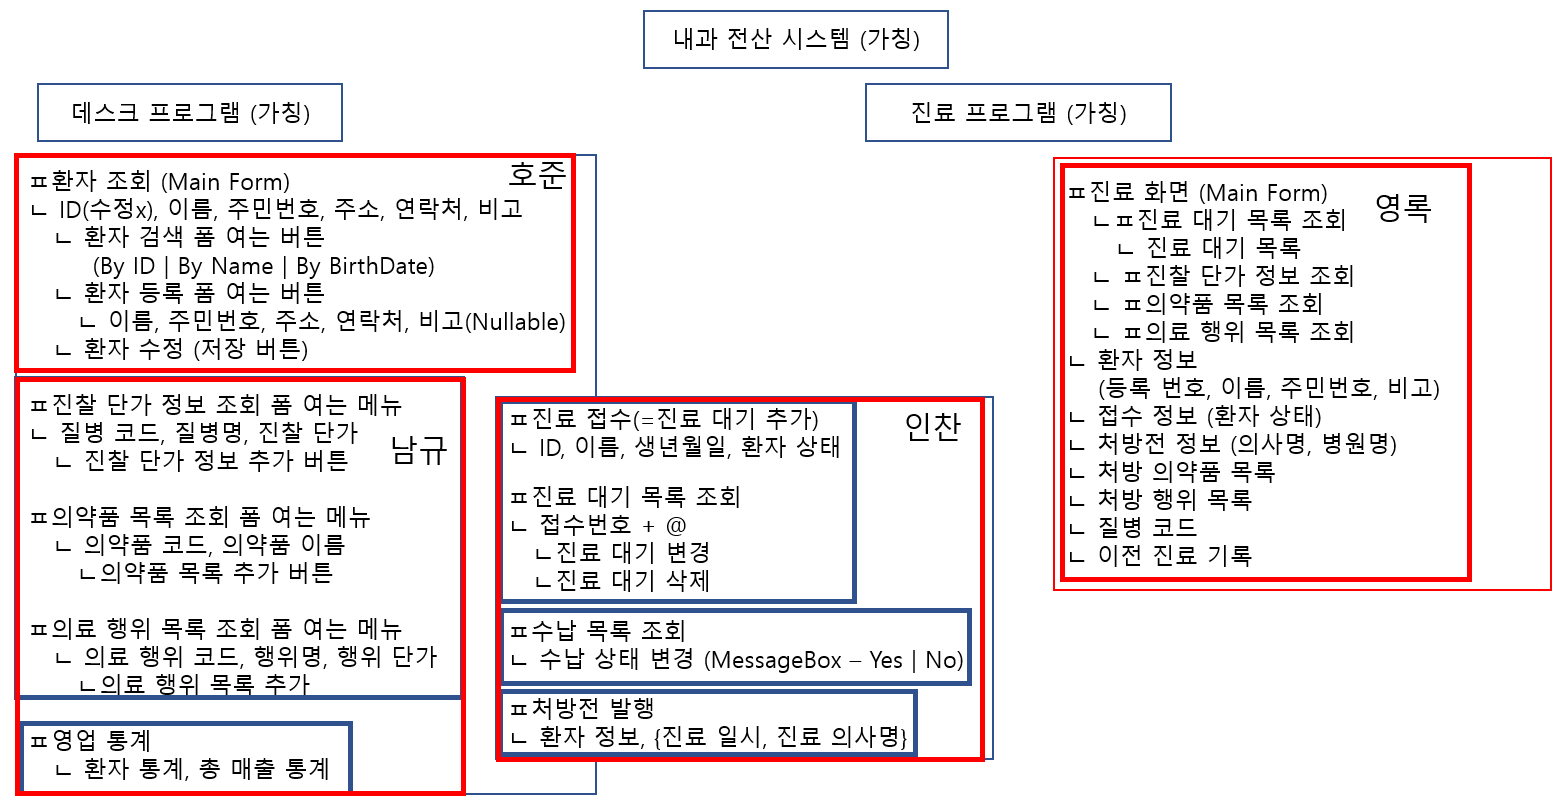 내과 전산 시스템 (가칭)
데스크 프로그램 (가칭)
진료 프로그램 (가칭)
호준
ㅍ환자 조회 (Main Form)
ㄴ ID(수정x), 이름, 주민번호, 주소, 연락처, 비고
ㄴ 환자 검색 폼 여는 버튼
(By ID | By Name | By BirthDate)
ㄴ 환자 등록 폼 여는 버튼
ㄴ 이름, 주민번호, 주소, 연락처, 비고(Nullable)
ㄴ 환자 수정 (저장 버튼)
남규
ㅍ진찰 단가 정보 조회 폼 여는 메뉴
ㄴ 질병 코드, 질병명, 진찰 단가
ㄴ 진찰 단가 정보 추가 버튼
ㅍ의약품 목록 조회 폼 여는 메뉴
ㄴ 의약품 코드, 의약품 이름
ㄴ의약품 목록 추가 버튼
ㅍ의료 행위 목록 조회 폼 여는 메뉴
ㄴ 의료 행위 코드, 행위명, 행위 단가
ㄴ의료 행위 목록 추가
ㅍ영업 통계
ㄴ 환자 통계, 총 매출 통계
인찬
ㅍ진료 접수(=진료 대기 추가)
ㄴ ID, 이름, 생년월일, 환자 상태
ㅍ진료 대기 목록 조회
ㄴ 접수번호 + @
ㄴ진료 대기 변경
ㄴ진료 대기 삭제
ㅍ수납 목록 조회
ㄴ 수납 상태 변경 (MessageBox – Yes | No)
ㅍ처방전 발행
ㄴ 환자 정보, {진료 일시, 진료 의사명}
영록
ㅍ진료 화면 (Main Form)
ㄴㅍ진료 대기 목록 조회
ㄴ 진료 대기 목록
ㄴ ㅍ진찰 단가 정보 조회
ㄴ ㅍ의약품 목록 조회
ㄴ ㅍ의료 행위 목록 조회
ㄴ 환자 정보
(등록 번호, 이름, 주민번호, 비고)
ㄴ 접수 정보 (환자 상태)
ㄴ 처방전 정보 (의사명, 병원명)
ㄴ 처방 의약품 목록
ㄴ 처방 행위 목록
ㄴ 질병 코드
ㄴ 이전 진료 기록